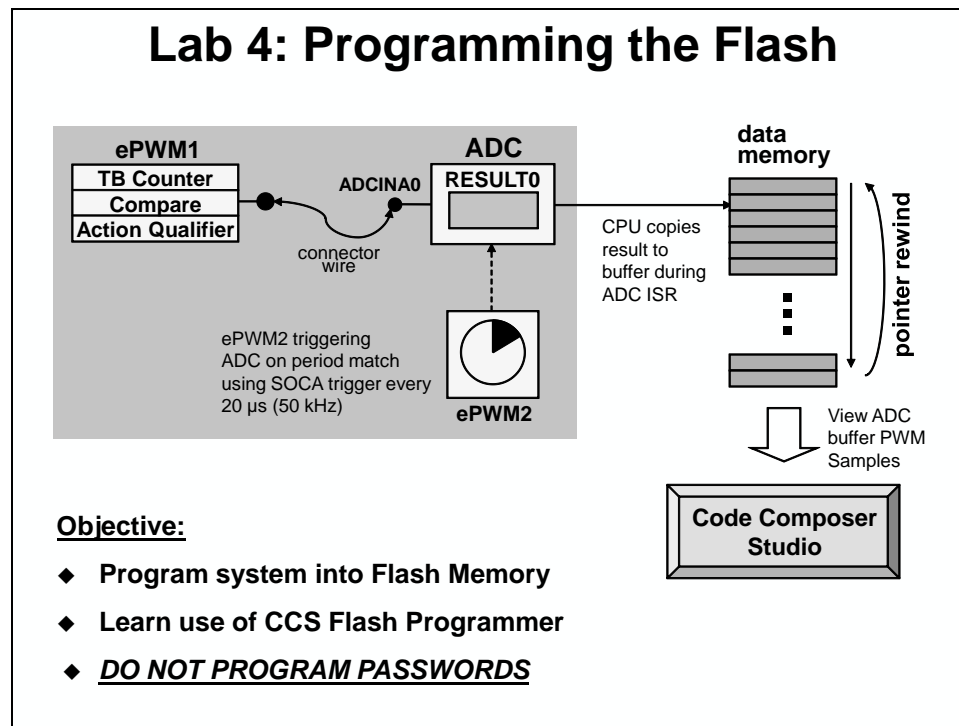 Lab 4: Programming the Flash
ePWM1
TB Counter
Compare
Action Qualifier
connector
wire
ADCINA0
ADC
RESULT0
ePWM2 triggering
ADC on period match
using SOCA trigger every
20 µs (50 kHz)
ePWM2
CPU copies
result to
buffer during
ADC ISR
data
memory
pointer rewind
View ADC
buffer PWM
Samples
Code Composer
Studio
Objective:
◆ Program system into Flash Memory
◆ Learn use of CCS Flash Programmer
◆ DO NOT PROGRAM PASSWORDS